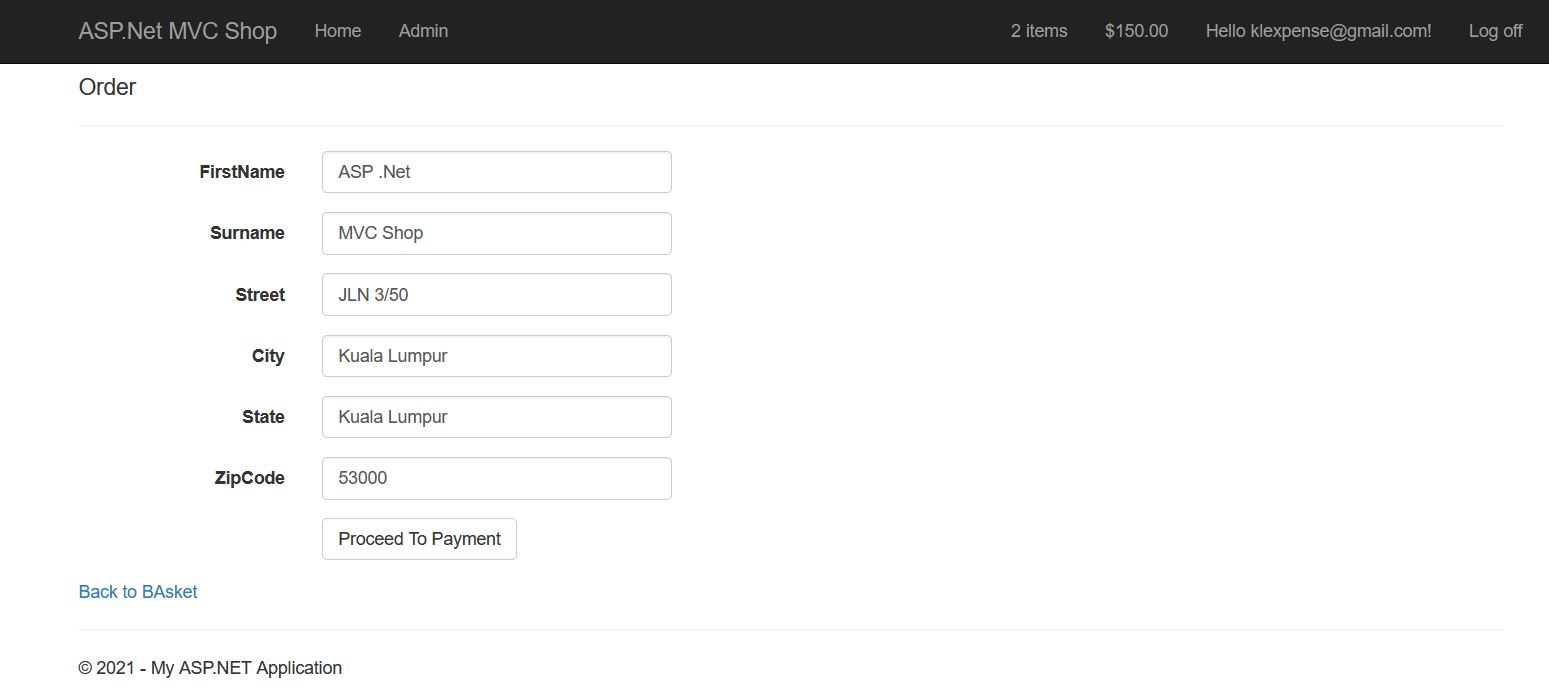 ASP.Net MVC Shop Home Admin 2 items $150.00 Hello klexpense@gmail.com! Log off
Order
FirstName ASP .Net
Surname MVC Shop
Street JLN 3/50
City Kuala Lumpur
State Kuala Lumpur
ZipCode 53000
Proceed To Payment
Back to BAsket
© 2021 - My ASP.NET Application